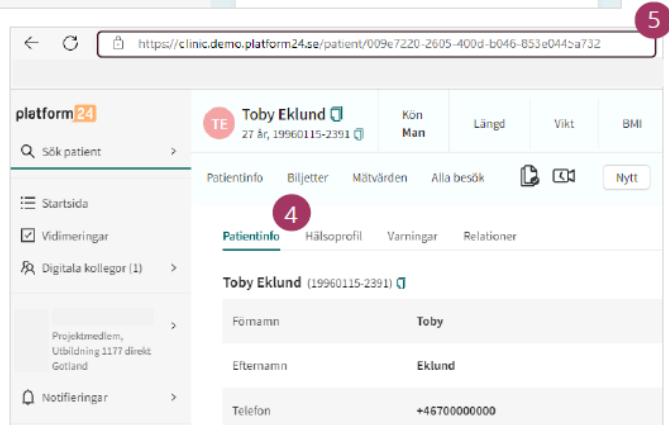 5
https://clinic.demo.platform24.se/patient/009e7220-2605-400d-b046-853e0445a732
platform24
Sök patient
Startsida
Vidimeringar
Digitala kollegor (1)
Projektmedlem,
Utbildning 1177 direkt
Gotland
Notifieringar
TE
Toby Eklund
27 år, 19960115-2391
Kön
Man
Längd
Vikt
BMI
Patientinfo Biljetter Mätvärden Alla besök Nytt
4
Patientinfo Hälsoprofil Varningar Relationer
Toby Eklund (19960115-2391)
Förnamn Toby
Efternamn Eklund
Telefon +46700000000